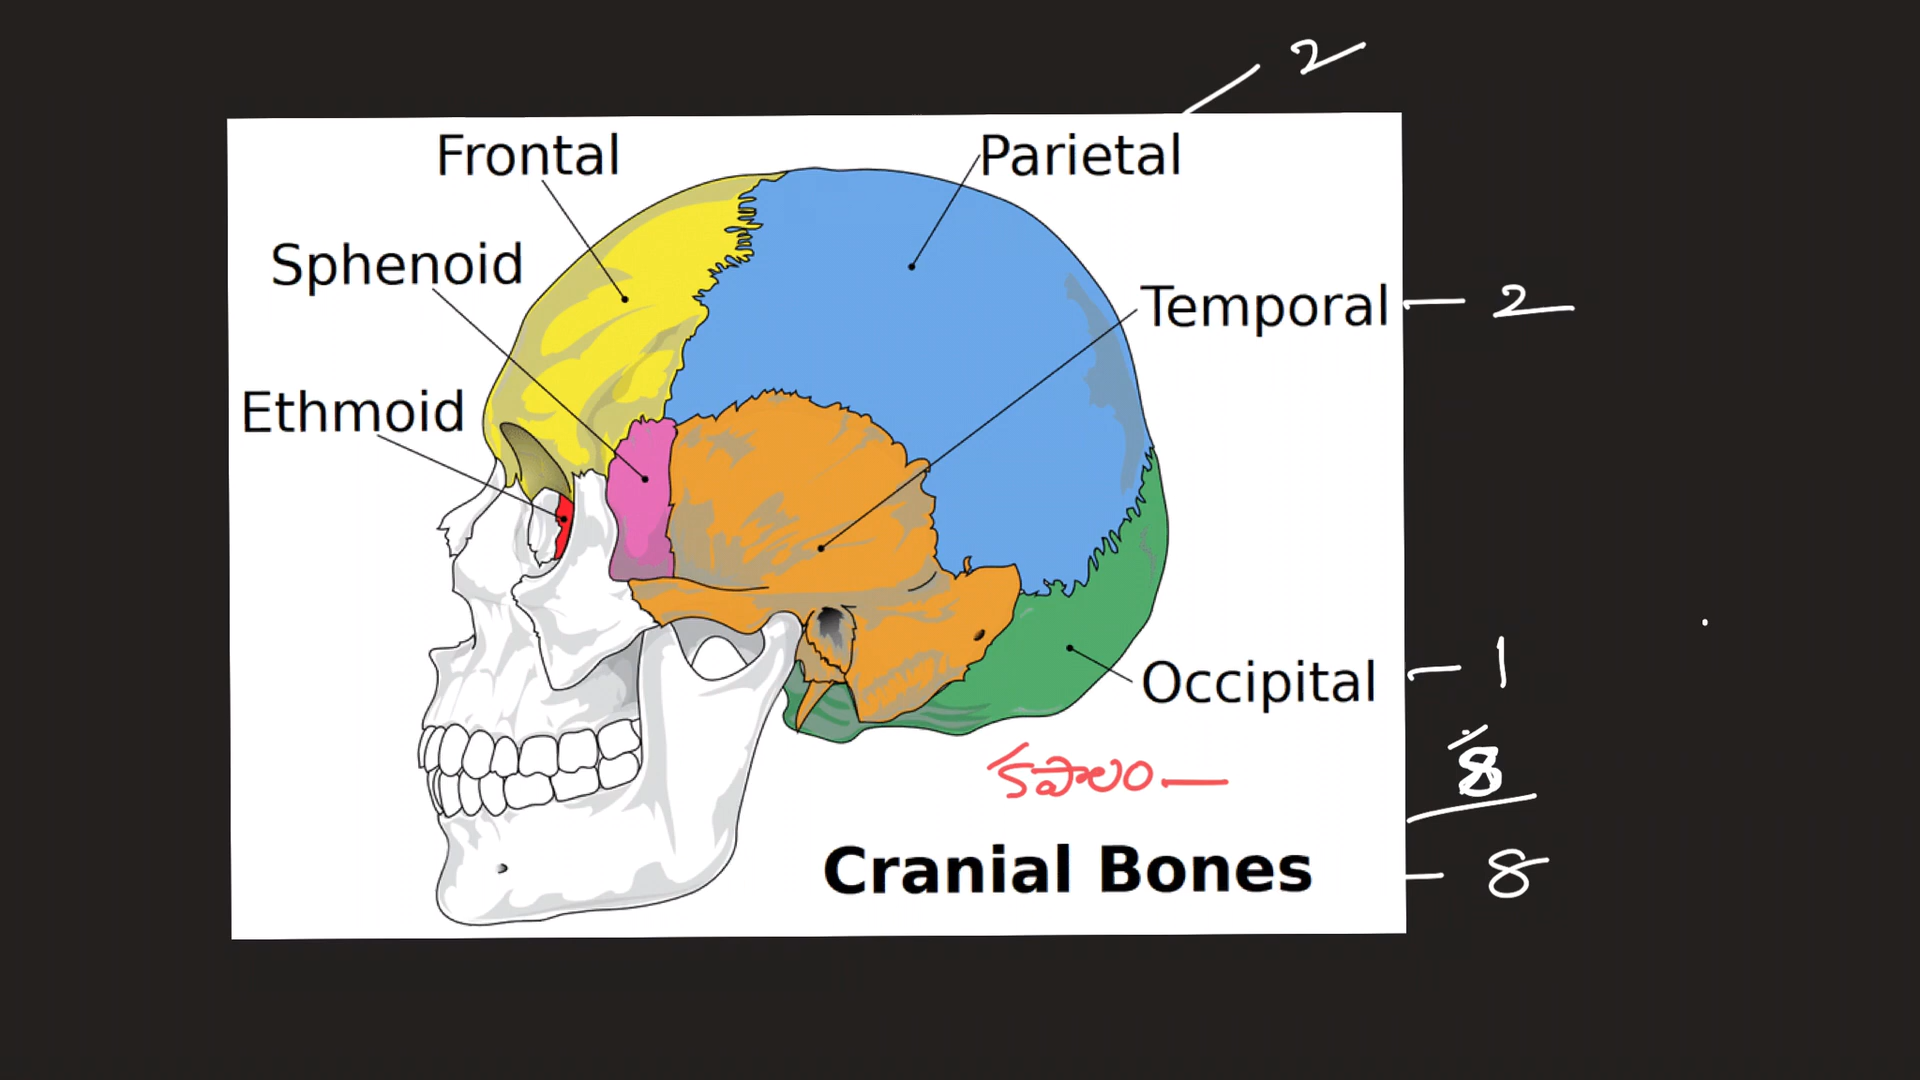 2
Frontal
Parietal
Sphenoid
Temporal – 2
Ethmoid
Occipital – 1
8
కపాలం –
Cranial Bones – 8